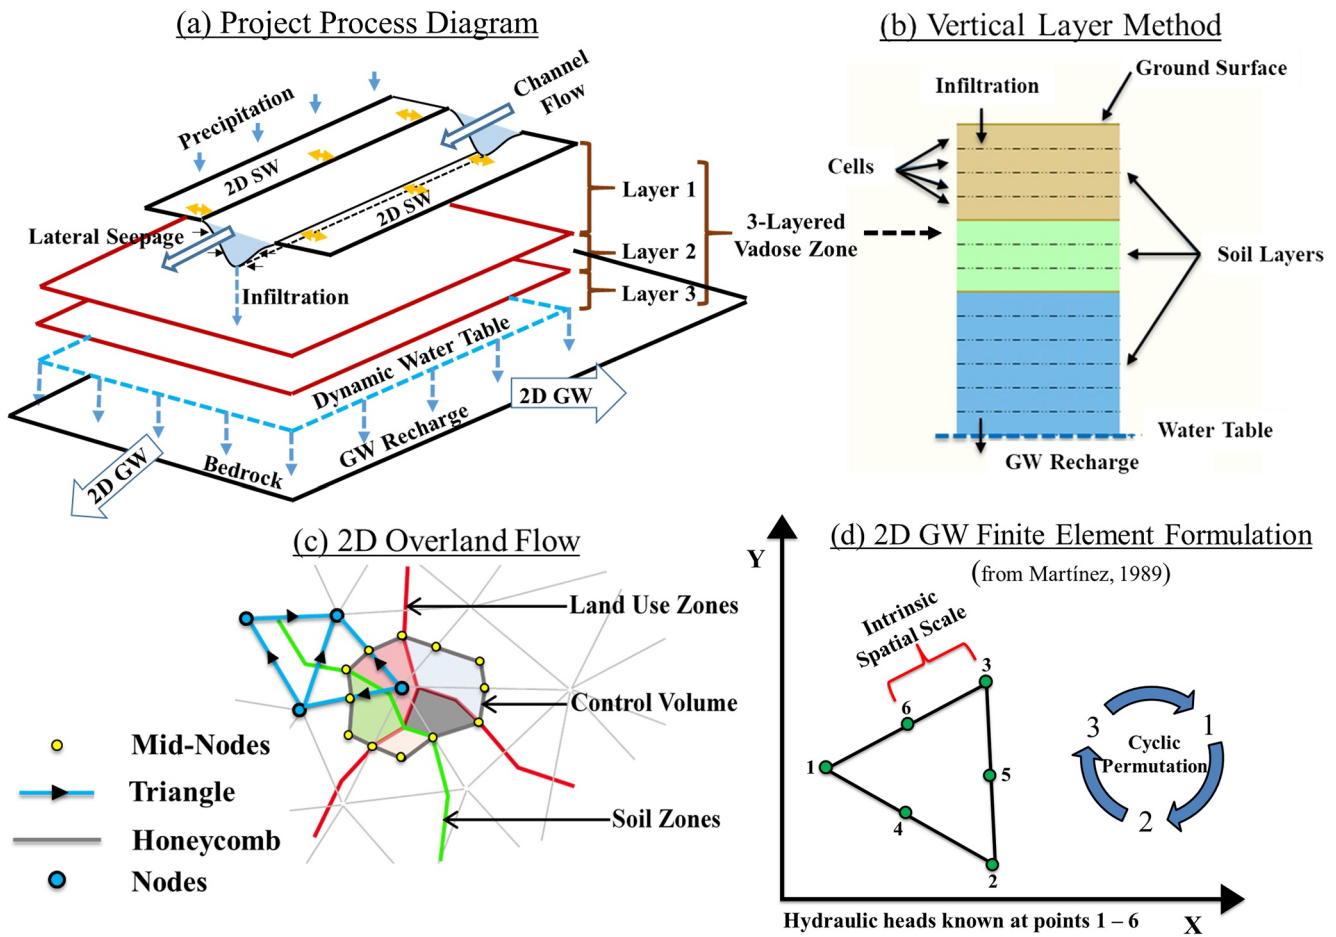 (a) Project Process Diagram
Precipitation
Channel
Flow
2D SW
2D SW
Lateral Seepage
Infiltration
Layer 1
Layer 2
Layer 3
3-Layered
Vadose Zone
Dynamic Water Table
GW Recharge
2D GW
2D GW
Bedrock
(b) Vertical Layer Method
Ground Surface
Infiltration
Cells
Soil Layers
Water Table
GW Recharge
(c) 2D Overland Flow
Land Use Zones
Control Volume
Soil Zones
Mid-Nodes
Triangle
Honeycomb
Nodes
(d) 2D GW Finite Element Formulation
(from Martínez, 1989)
Y
Intrinsic
Spatial Scale
3
6
1
5
4
2
3
1
Cyclic
Permutation
2
Hydraulic heads known at points 1 – 6
X